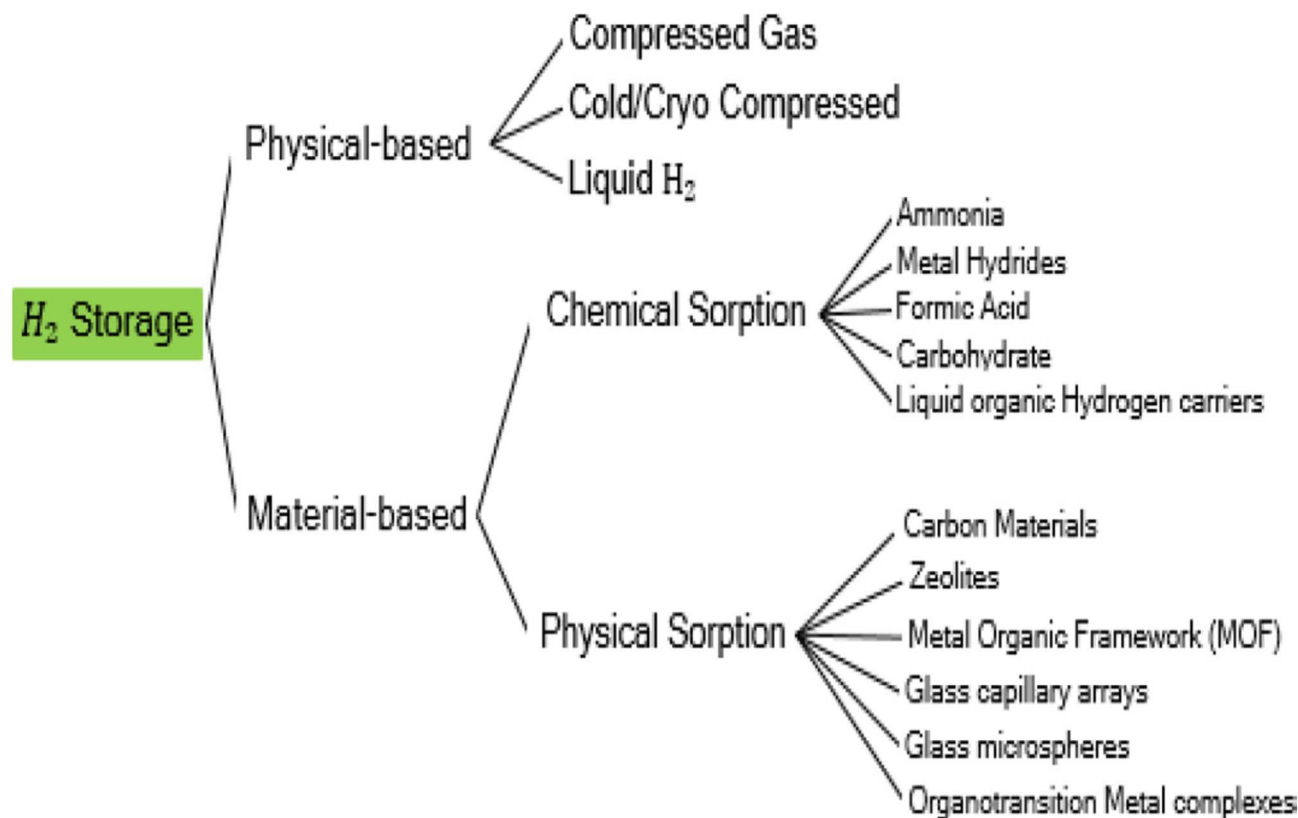 H₂ Storage
Physical-based
Compressed Gas
Cold/Cryo Compressed
Liquid H₂
Material-based
Chemical Sorption
Ammonia
Metal Hydrides
Formic Acid
Carbohydrate
Liquid organic Hydrogen carriers
Physical Sorption
Carbon Materials
Zeolites
Metal Organic Framework (MOF)
Glass capillary arrays
Glass microspheres
Organotransition Metal complexes